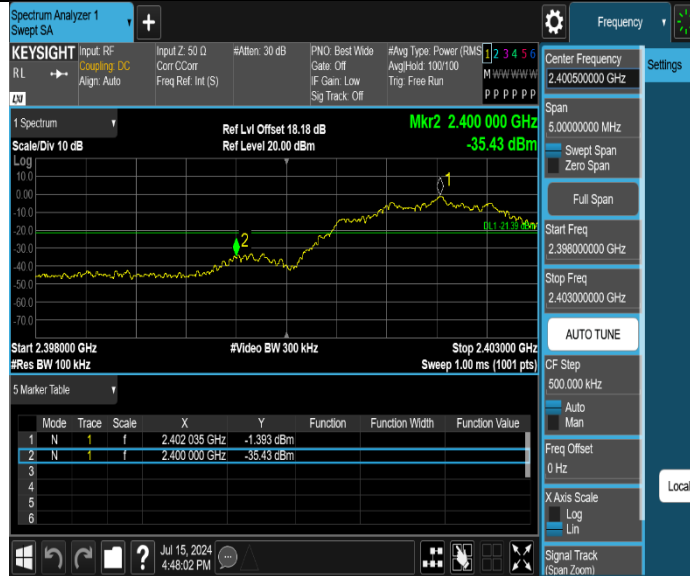 Spectrum Analyzer 1
Swept SA
Frequency
KEYSIGHT
RL
LXI
Input: RF
Coupling: DC
Align: Auto
Input Z: 50 Ω
Corr CCorr
Freq Ref: Int (S)
#Atten: 30 dB
PNO: Best Wide
Gate: Off
IF Gain: Low
Sig Track: Off
#Avg Type: Power (RMS
Avg|Hold: 100/100
Trig: Free Run
1 2 3 4 5 6
M W W W W W
P P P P P P
Center Frequency
2.400500000 GHz
Settings
Span
5.00000000 MHz
Swept Span
Zero Span
Full Span
Start Freq
2.398000000 GHz
Stop Freq
2.403000000 GHz
AUTO TUNE
CF Step
500.000 kHz
Auto
Man
Freq Offset
0 Hz
X Axis Scale
Log
Lin
Signal Track
(Span Zoom)
Local
1 Spectrum
Scale/Div 10 dB
Ref Lvl Offset 18.18 dB
Ref Level 20.00 dBm
Mkr2 2.400 000 GHz
-35.43 dBm
Log
10.0
0.00
-10.0
-20.0
-30.0
-40.0
-50.0
-60.0
-70.0
1
2
DL1 -21.39 dBm
Start 2.398000 GHz
#Res BW 100 kHz
#Video BW 300 kHz
Stop 2.403000 GHz
Sweep 1.00 ms (1001 pts)
5 Marker Table
Mode Trace Scale X Y Function Function Width Function Value
1 N 1 f 2.402 035 GHz -1.393 dBm
2 N 1 f 2.400 000 GHz -35.43 dBm
3
4
5
6
?
Jul 15, 2024
4:48:02 PM